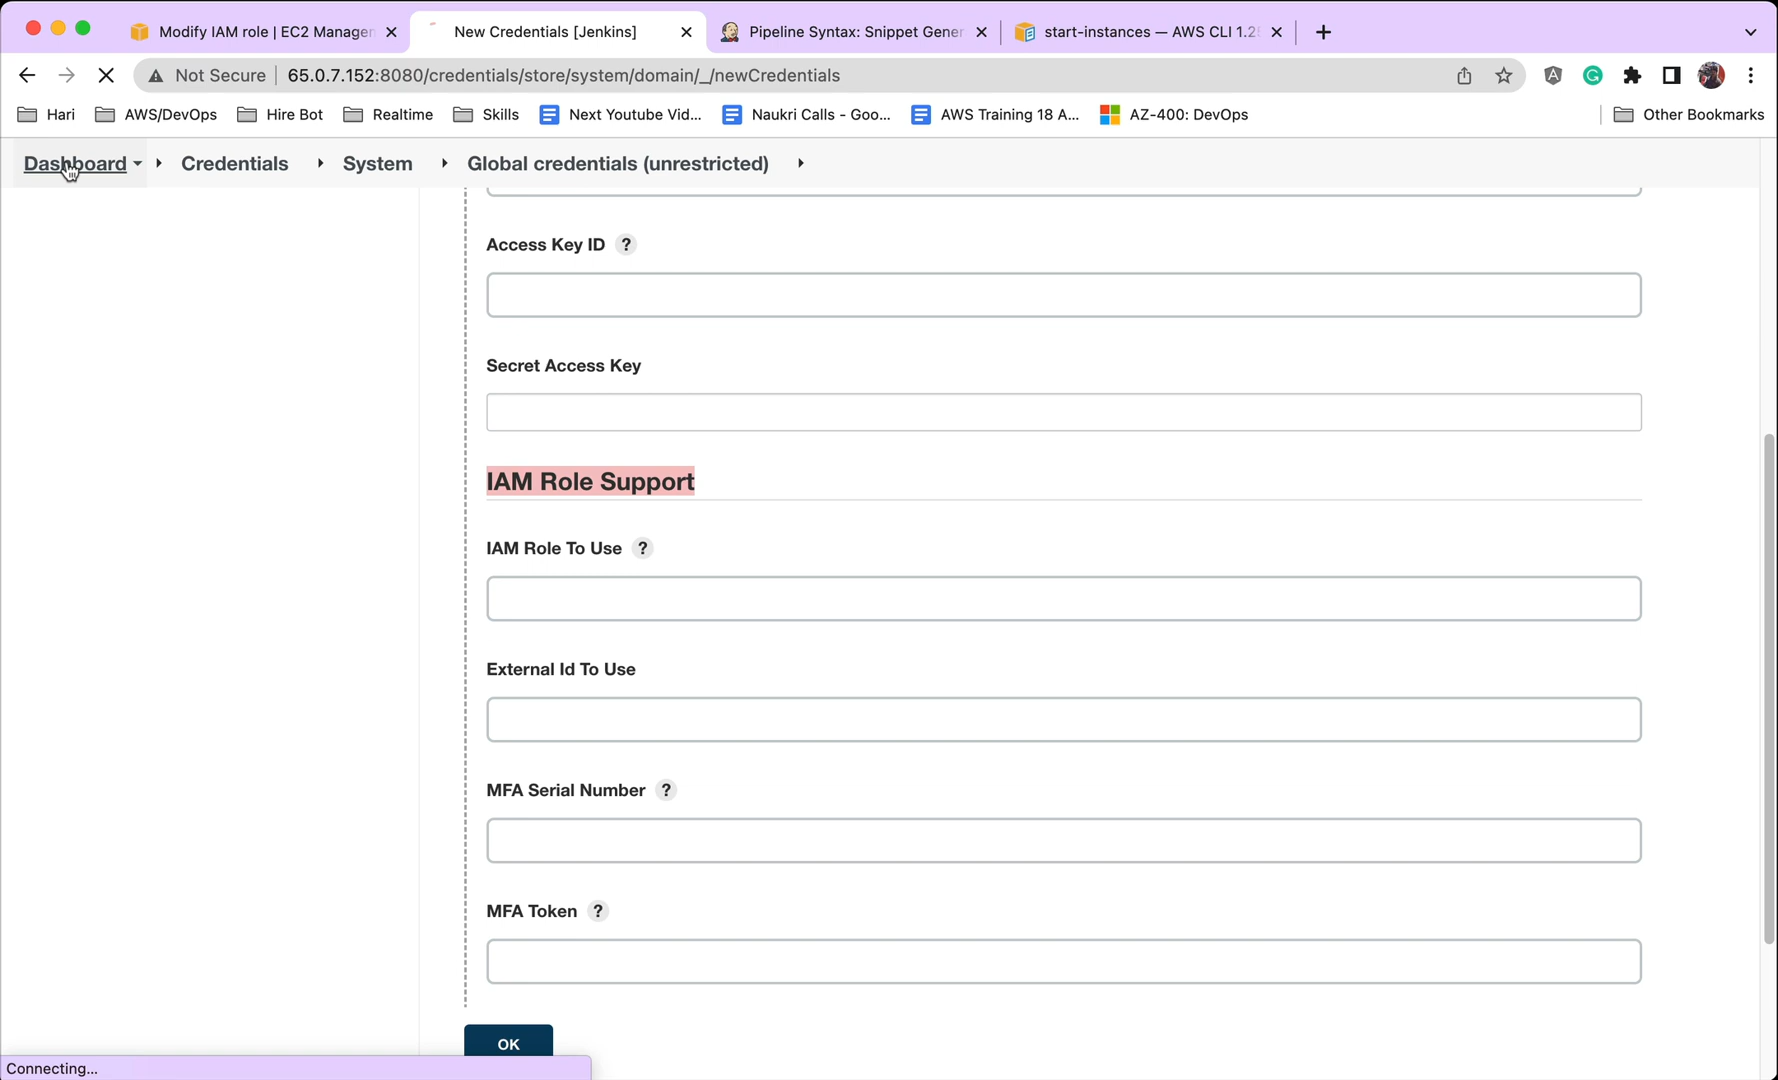 Modify IAM role | EC2 Manager
New Credentials [Jenkins]
Pipeline Syntax: Snippet Gener
start-instances — AWS CLI 1.2
Not Secure
65.0.7.152:8080/credentials/store/system/domain/_/newCredentials
Hari
AWS/DevOps
Hire Bot
Realtime
Skills
Next Youtube Vid...
Naukri Calls - Goo...
AWS Training 18 A...
AZ-400: DevOps
Other Bookmarks
Dashboard
Credentials
System
Global credentials (unrestricted)
Access Key ID ?
Secret Access Key
IAM Role Support
IAM Role To Use ?
External Id To Use
MFA Serial Number ?
MFA Token ?
OK
Connecting...